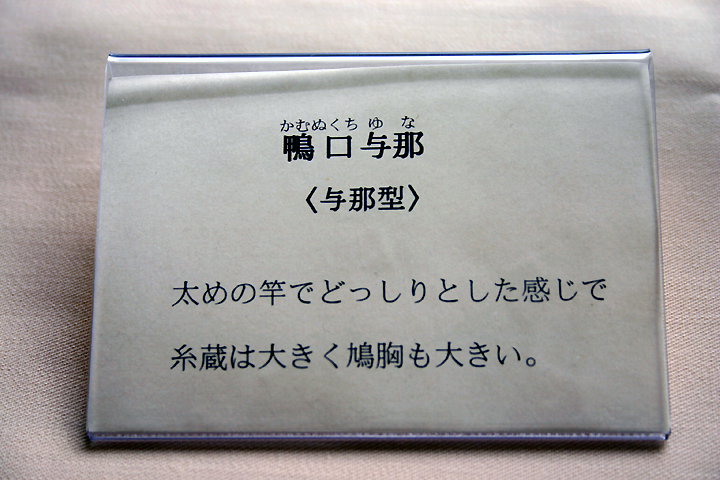 かむぬくち ゆ な
鴨口与那
〈与那型〉
太めの竿でどっしりとした感じで
糸蔵は大きく鳩胸も大きい。